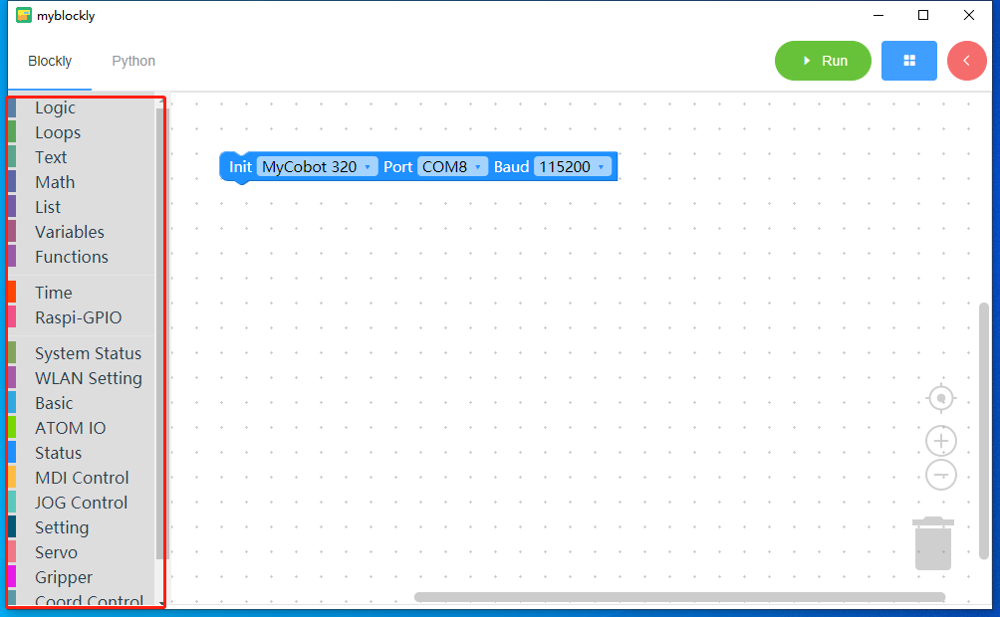 myblockly
Blockly Python
Run
Logic
Loops
Text
Math
List
Variables
Functions
Time
Raspi-GPIO
System Status
WLAN Setting
Basic
ATOM IO
Status
MDI Control
JOG Control
Setting
Servo
Gripper
Coord Control
Init MyCobot 320 Port COM8 Baud 115200